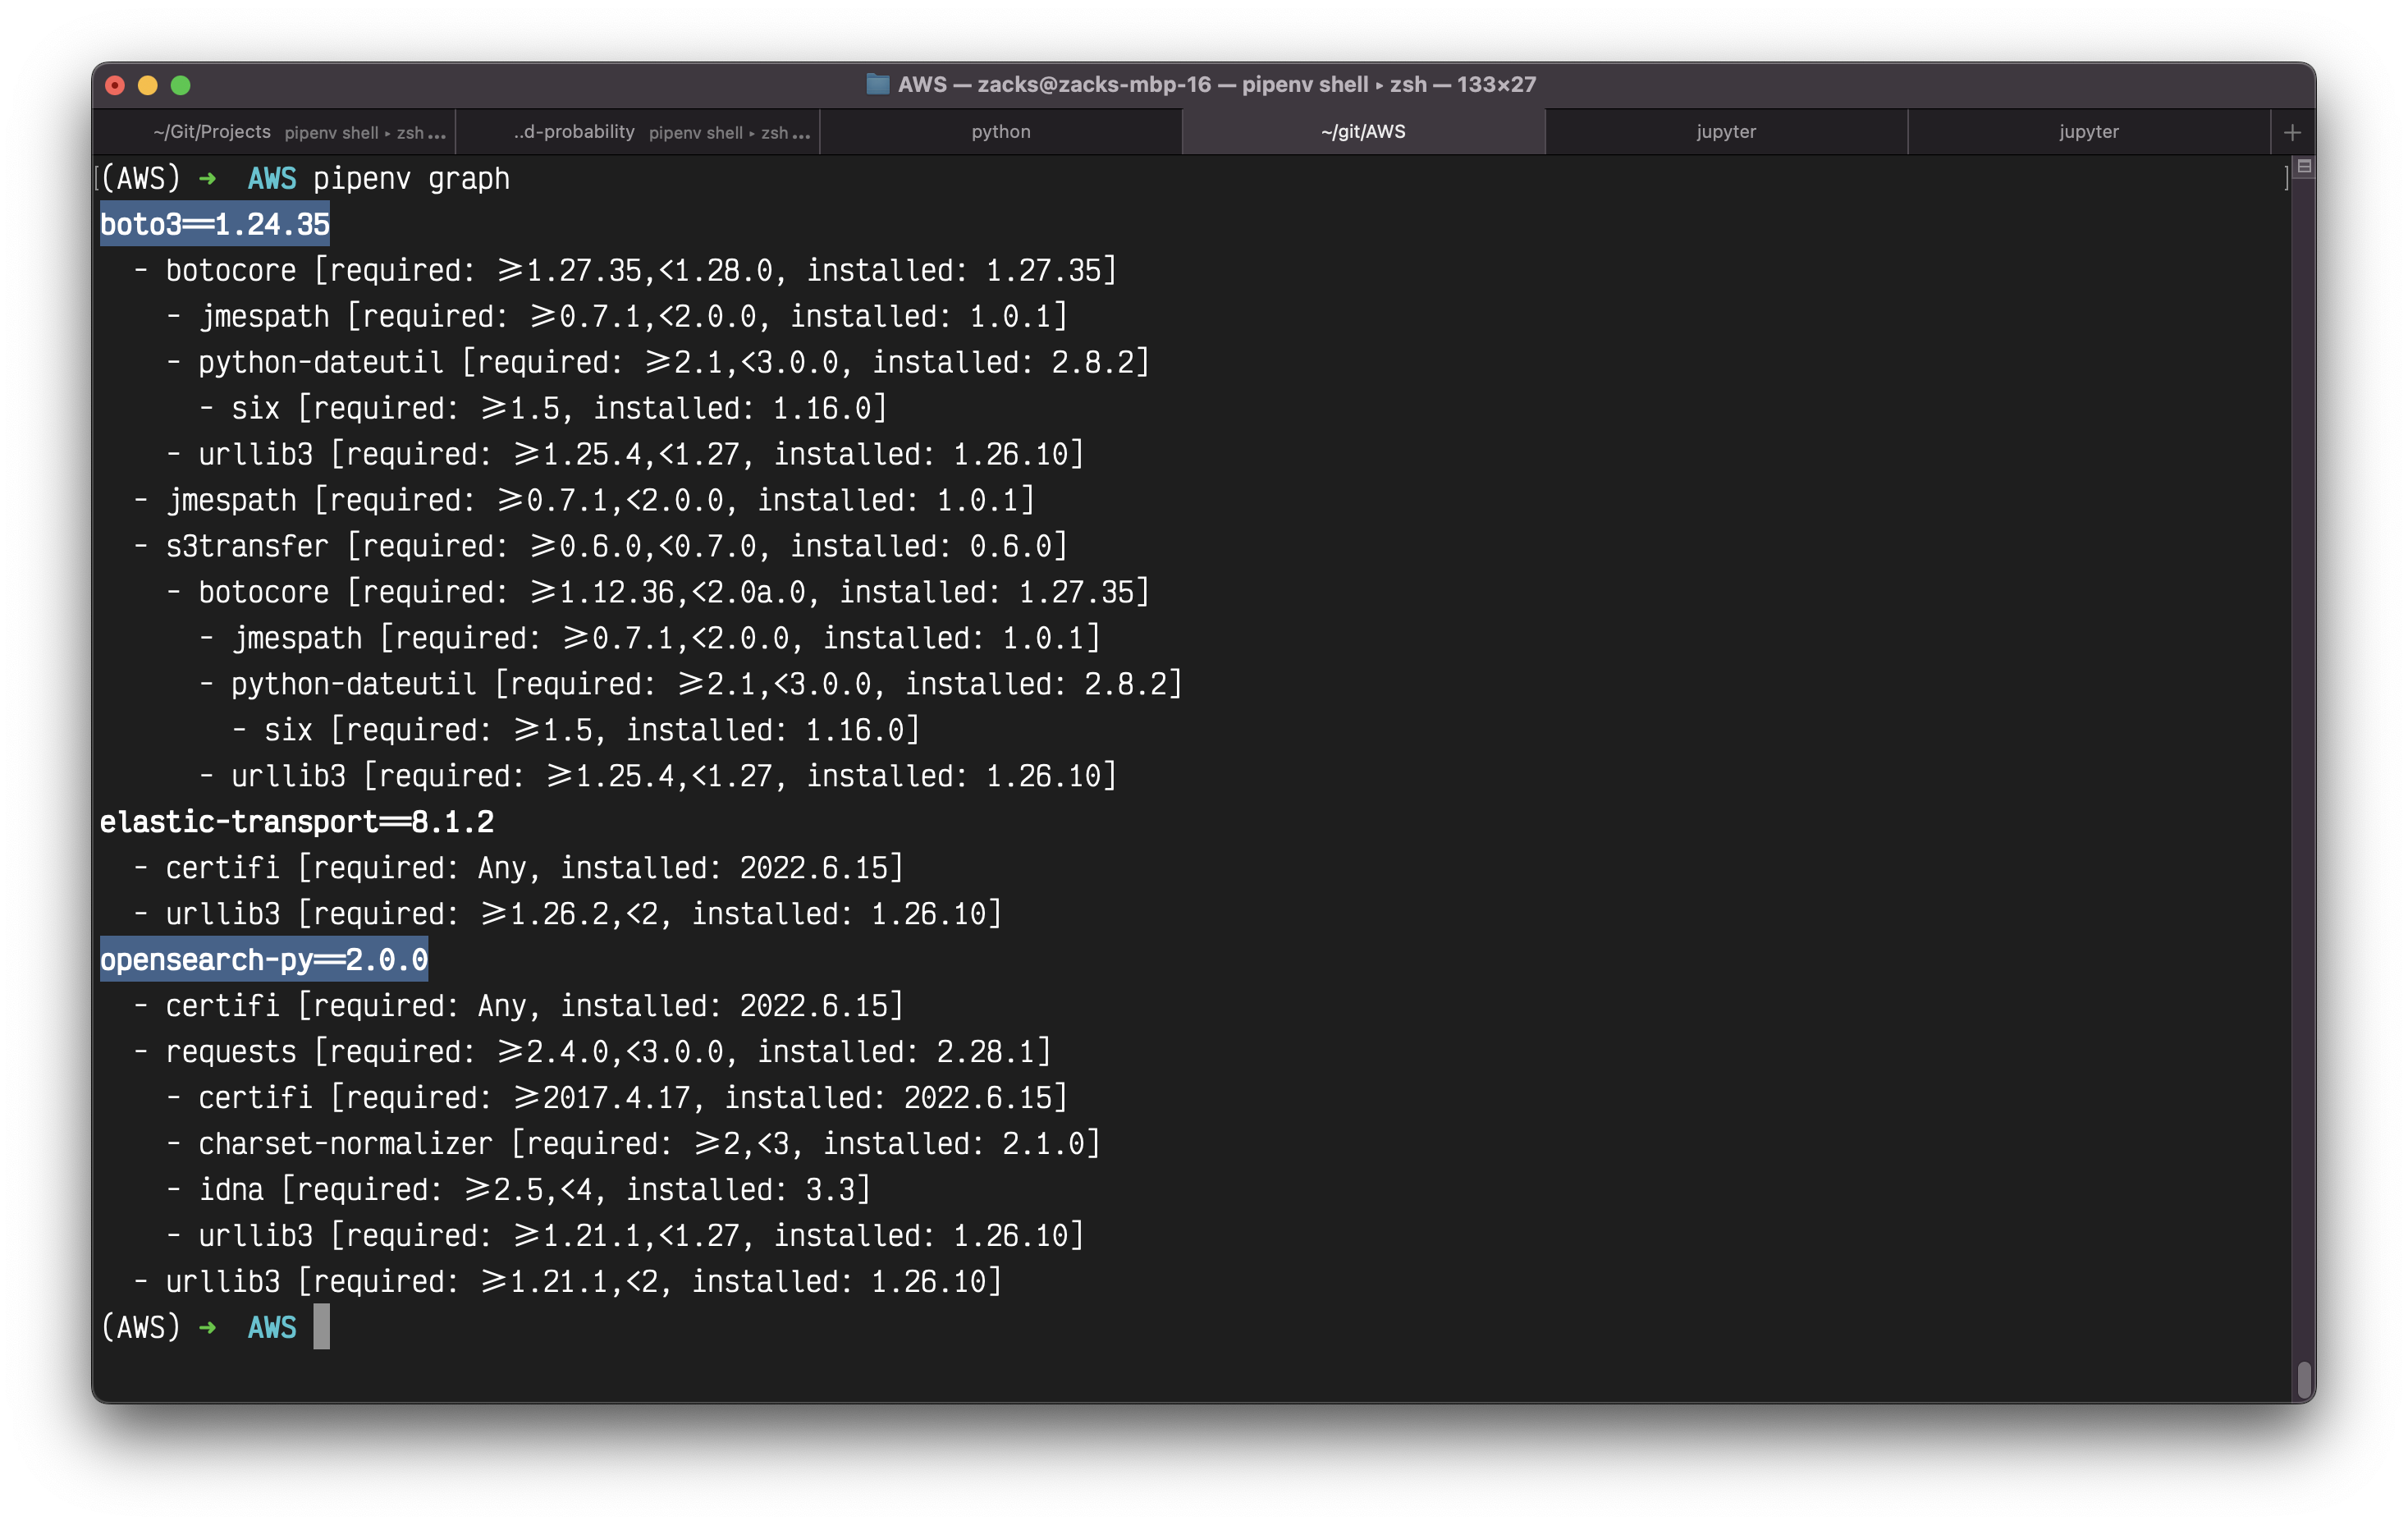 AWS — zacks@zacks-mbp-16 — pipenv shell ▸ zsh — 133×27
~/Git/Projects pipenv shell ▸ zsh ... ..d-probability pipenv shell ▸ zsh ... python ~/git/AWS jupyter jupyter +
[(AWS) ➜  AWS pipenv graph ]
boto3==1.24.35
  - botocore [required: >=1.27.35,<1.28.0, installed: 1.27.35]
    - jmespath [required: >=0.7.1,<2.0.0, installed: 1.0.1]
    - python-dateutil [required: >=2.1,<3.0.0, installed: 2.8.2]
      - six [required: >=1.5, installed: 1.16.0]
    - urllib3 [required: >=1.25.4,<1.27, installed: 1.26.10]
  - jmespath [required: >=0.7.1,<2.0.0, installed: 1.0.1]
  - s3transfer [required: >=0.6.0,<0.7.0, installed: 0.6.0]
    - botocore [required: >=1.12.36,<2.0a.0, installed: 1.27.35]
      - jmespath [required: >=0.7.1,<2.0.0, installed: 1.0.1]
      - python-dateutil [required: >=2.1,<3.0.0, installed: 2.8.2]
        - six [required: >=1.5, installed: 1.16.0]
      - urllib3 [required: >=1.25.4,<1.27, installed: 1.26.10]
elastic-transport==8.1.2
  - certifi [required: Any, installed: 2022.6.15]
  - urllib3 [required: >=1.26.2,<2, installed: 1.26.10]
opensearch-py==2.0.0
  - certifi [required: Any, installed: 2022.6.15]
  - requests [required: >=2.4.0,<3.0.0, installed: 2.28.1]
    - certifi [required: >=2017.4.17, installed: 2022.6.15]
    - charset-normalizer [required: >=2,<3, installed: 2.1.0]
    - idna [required: >=2.5,<4, installed: 3.3]
    - urllib3 [required: >=1.21.1,<1.27, installed: 1.26.10]
  - urllib3 [required: >=1.21.1,<2, installed: 1.26.10]
(AWS) ➜  AWS